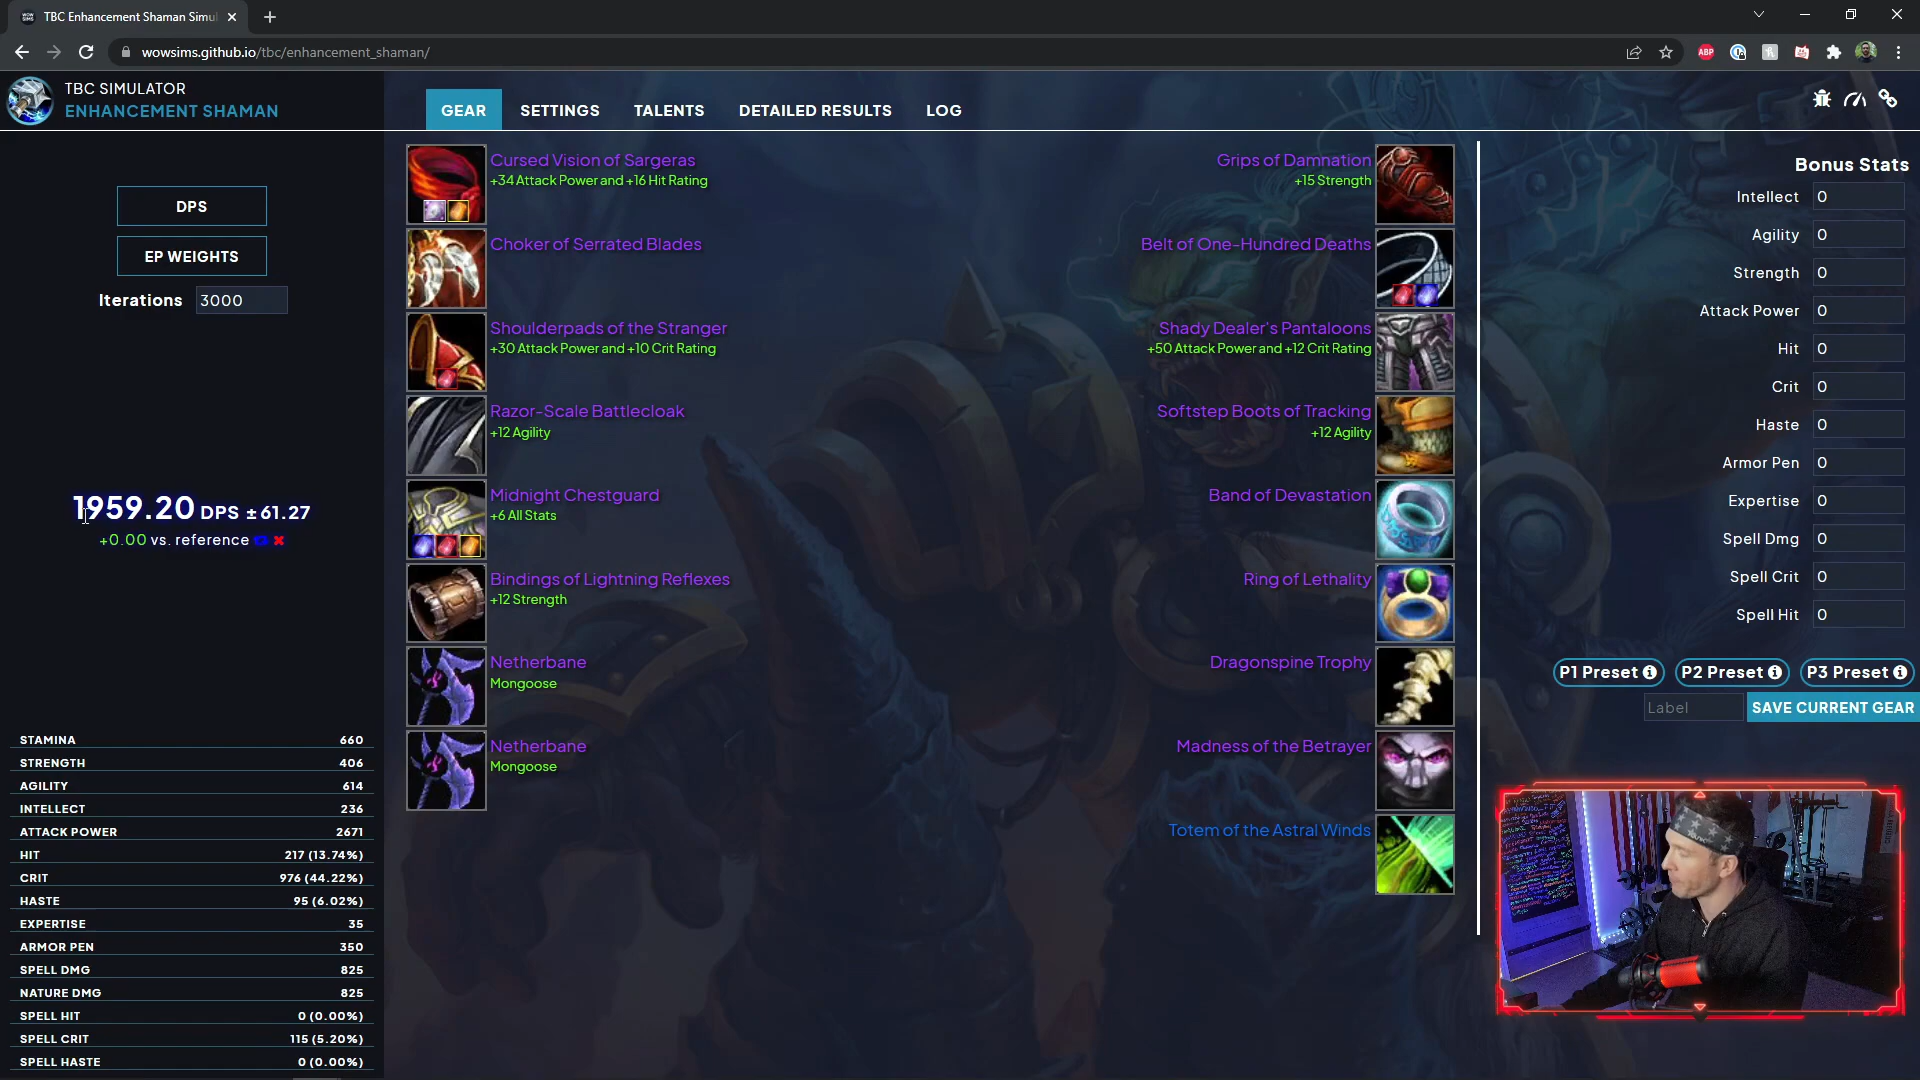 TBC Enhancement Shaman Simul
wowsims.github.io/tbc/enhancement_shaman/
ABP
TBC SIMULATOR
ENHANCEMENT SHAMAN
GEAR
SETTINGS
TALENTS
DETAILED RESULTS
LOG
DPS
EP WEIGHTS
Iterations 3000
1959.20 DPS ±61.27
+0.00 vs. reference
STAMINA 660
STRENGTH 406
AGILITY 614
INTELLECT 236
ATTACK POWER 2671
HIT 217 (13.74%)
CRIT 976 (44.22%)
HASTE 95 (6.02%)
EXPERTISE 35
ARMOR PEN 350
SPELL DMG 825
NATURE DMG 825
SPELL HIT 0 (0.00%)
SPELL CRIT 115 (5.20%)
SPELL HASTE 0 (0.00%)
Cursed Vision of Sargeras
+34 Attack Power and +16 Hit Rating
Choker of Serrated Blades
Shoulderpads of the Stranger
+30 Attack Power and +10 Crit Rating
Razor-Scale Battlecloak
+12 Agility
Midnight Chestguard
+6 All Stats
Bindings of Lightning Reflexes
+12 Strength
Netherbane
Mongoose
Netherbane
Mongoose
Grips of Damnation
+15 Strength
Belt of One-Hundred Deaths
Shady Dealer's Pantaloons
+50 Attack Power and +12 Crit Rating
Softstep Boots of Tracking
+12 Agility
Band of Devastation
Ring of Lethality
Dragonspine Trophy
Madness of the Betrayer
Totem of the Astral Winds
Bonus Stats
Intellect 0
Agility 0
Strength 0
Attack Power 0
Hit 0
Crit 0
Haste 0
Armor Pen 0
Expertise 0
Spell Dmg 0
Spell Crit 0
Spell Hit 0
P1 Preset
P2 Preset
P3 Preset
Label
SAVE CURRENT GEAR